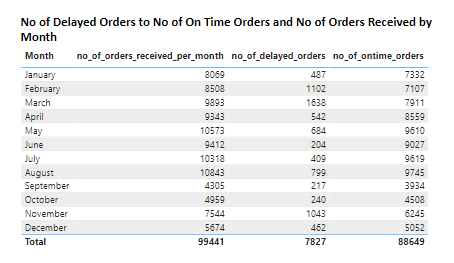 No of Delayed Orders to No of On Time Orders and No of Orders Received by
Month
Month no_of_orders_received_per_month no_of_delayed_orders no_of_ontime_orders
January 8069 487 7332
February 8508 1102 7107
March 9893 1638 7911
April 9343 542 8559
May 10573 684 9610
June 9412 204 9027
July 10318 409 9619
August 10843 799 9745
September 4305 217 3934
October 4959 240 4508
November 7544 1043 6245
December 5674 462 5052
Total 99441 7827 88649